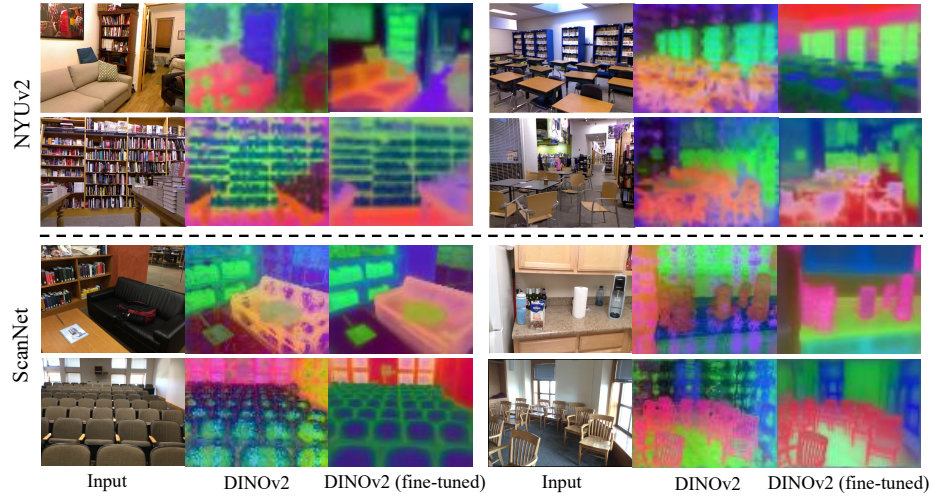 NYUv2
ScanNet
Input DINOv2 DINOv2 (fine-tuned) Input DINOv2 DINOv2 (fine-tuned)